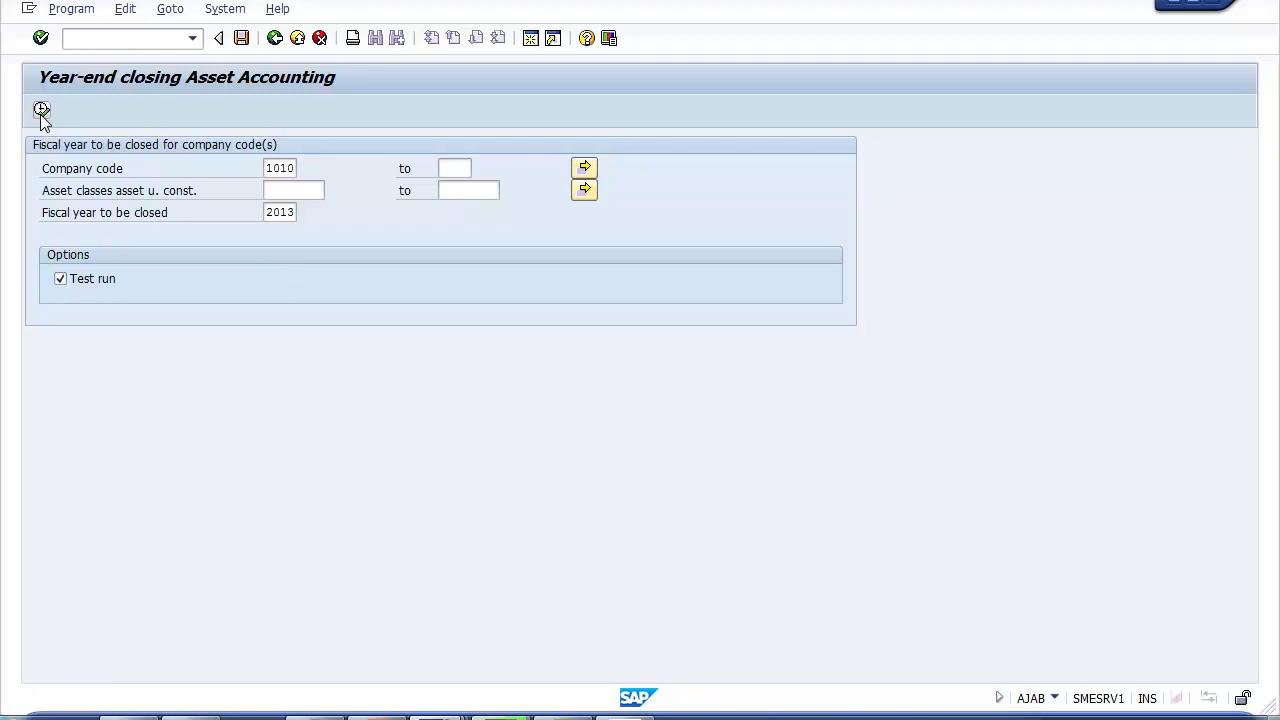 Program Edit Goto System Help
Year-end closing Asset Accounting
Fiscal year to be closed for company code(s)
Company code 1010 to
Asset classes asset u. const. to
Fiscal year to be closed 2013
Options
Test run
SAP AJAB SMESRV1 INS